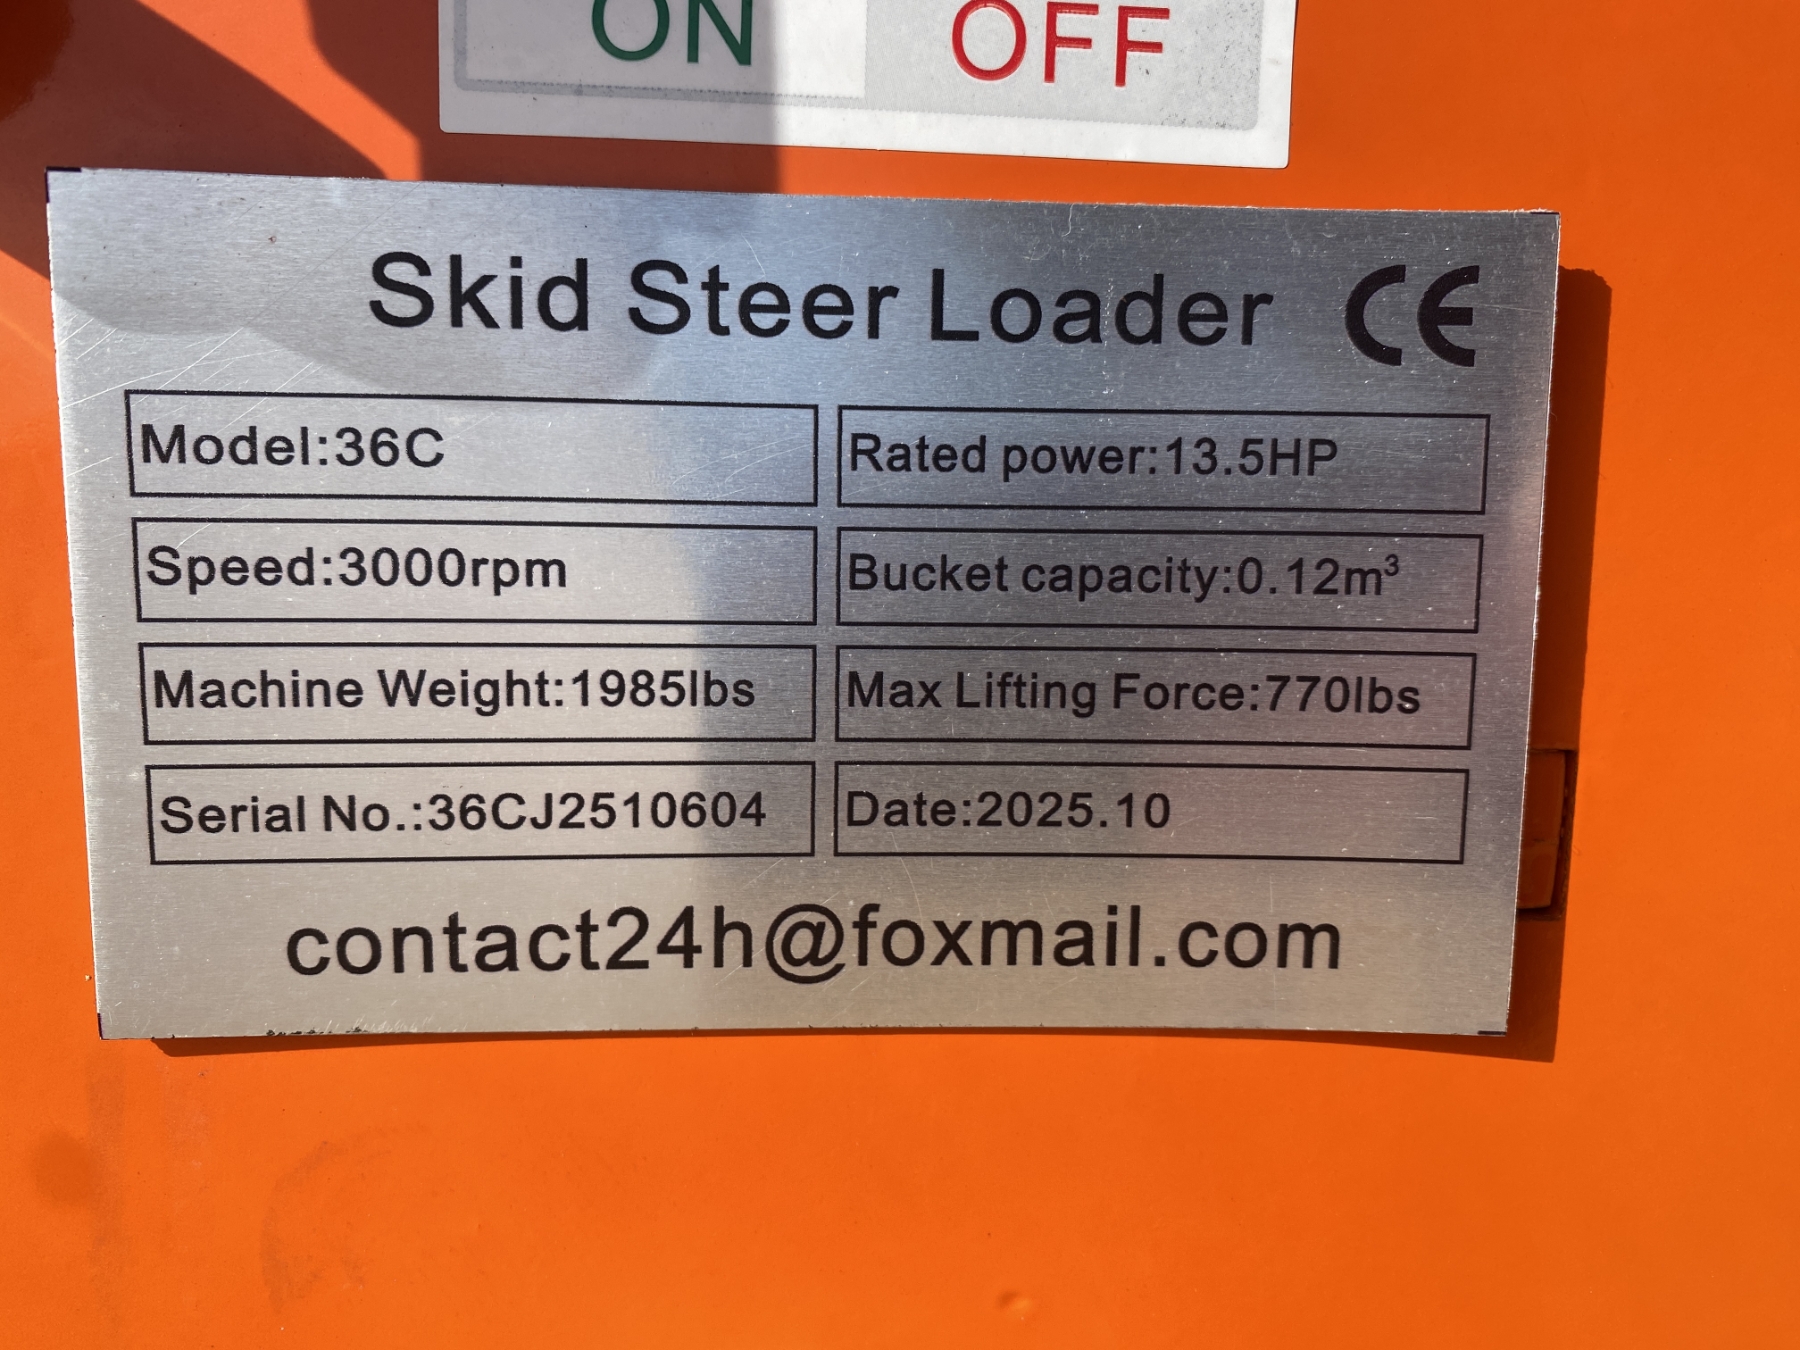 ON OFF
Skid Steer Loader CE
Model:36C
Rated power:13.5HP
Speed:3000rpm
Bucket capacity:0.12m³
Machine Weight:1985lbs
Max Lifting Force:770lbs
Serial No.:36CJ2510604
Date:2025.10
contact24h@foxmail.com